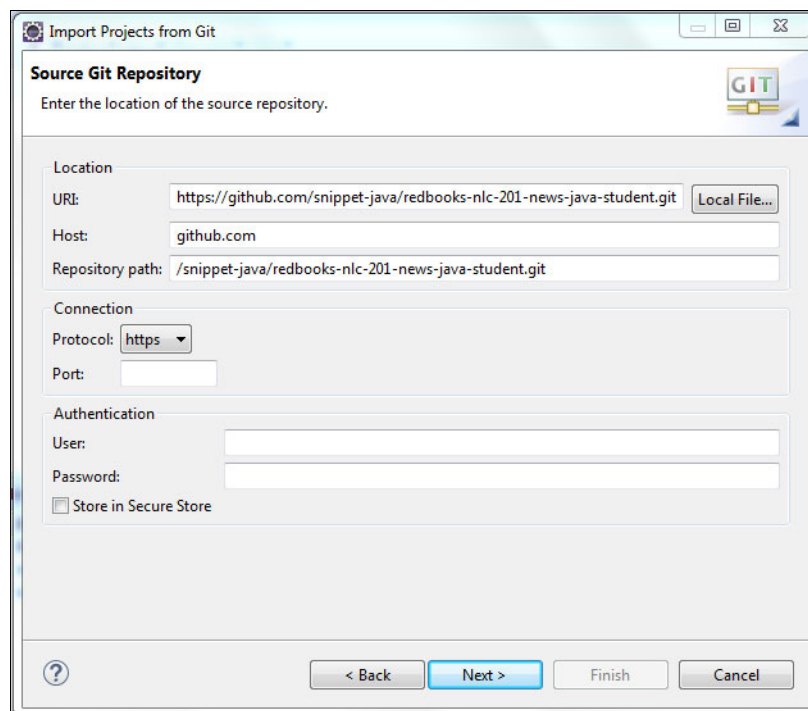 Import Projects from Git
Source Git Repository
Enter the location of the source repository.
GIT
Location
URI: https://github.com/snippet-java/redbooks-nlc-201-news-java-student.git Local File...
Host: github.com
Repository path: /snippet-java/redbooks-nlc-201-news-java-student.git
Connection
Protocol: https
Port:
Authentication
User:
Password:
Store in Secure Store
? < Back Next > Finish Cancel